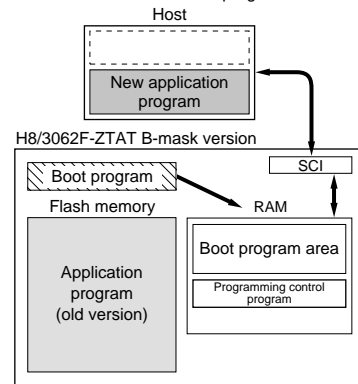 Host
New application
program
H8/3062F-ZTAT B-mask version
SCI
Boot program
Flash memory
RAM
Boot program area
Application
program
(old version)
Programming control
program